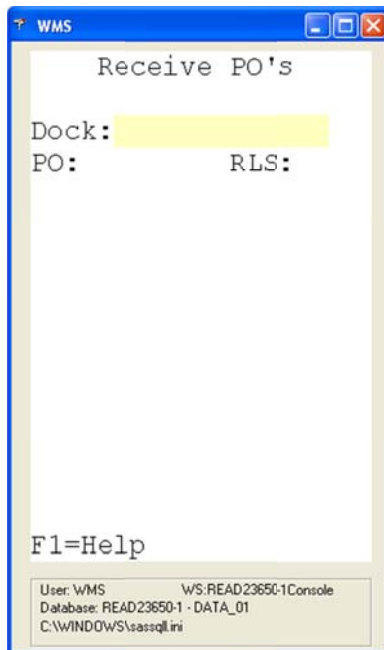 WMS
Receive PO's
Dock:
PO: RLS:
F1=Help
User: WMS WS:READ23650-1Console
Database: READ23650-1 - DATA_01
C:\WINDOWS\sassqll.ini